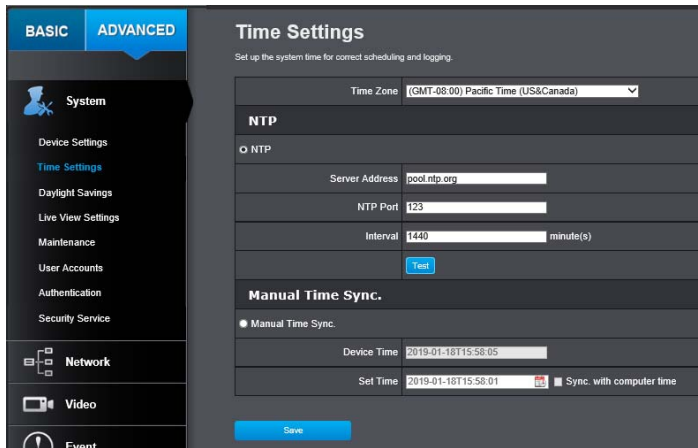 BASIC ADVANCED
System
Device Settings
Time Settings
Daylight Savings
Live View Settings
Maintenance
User Accounts
Authentication
Security Service
Network
Video
Event
Time Settings
Set up the system time for correct scheduling and logging.
Time Zone (GMT-08:00) Pacific Time (US&Canada)
NTP
NTP
Server Address pool.ntp.org
NTP Port 123
Interval 1440 minute(s)
Test
Manual Time Sync.
Manual Time Sync.
Device Time 2019-01-18T15:58:05
Set Time 2019-01-18T15:58:01 Sync. with computer time
Save